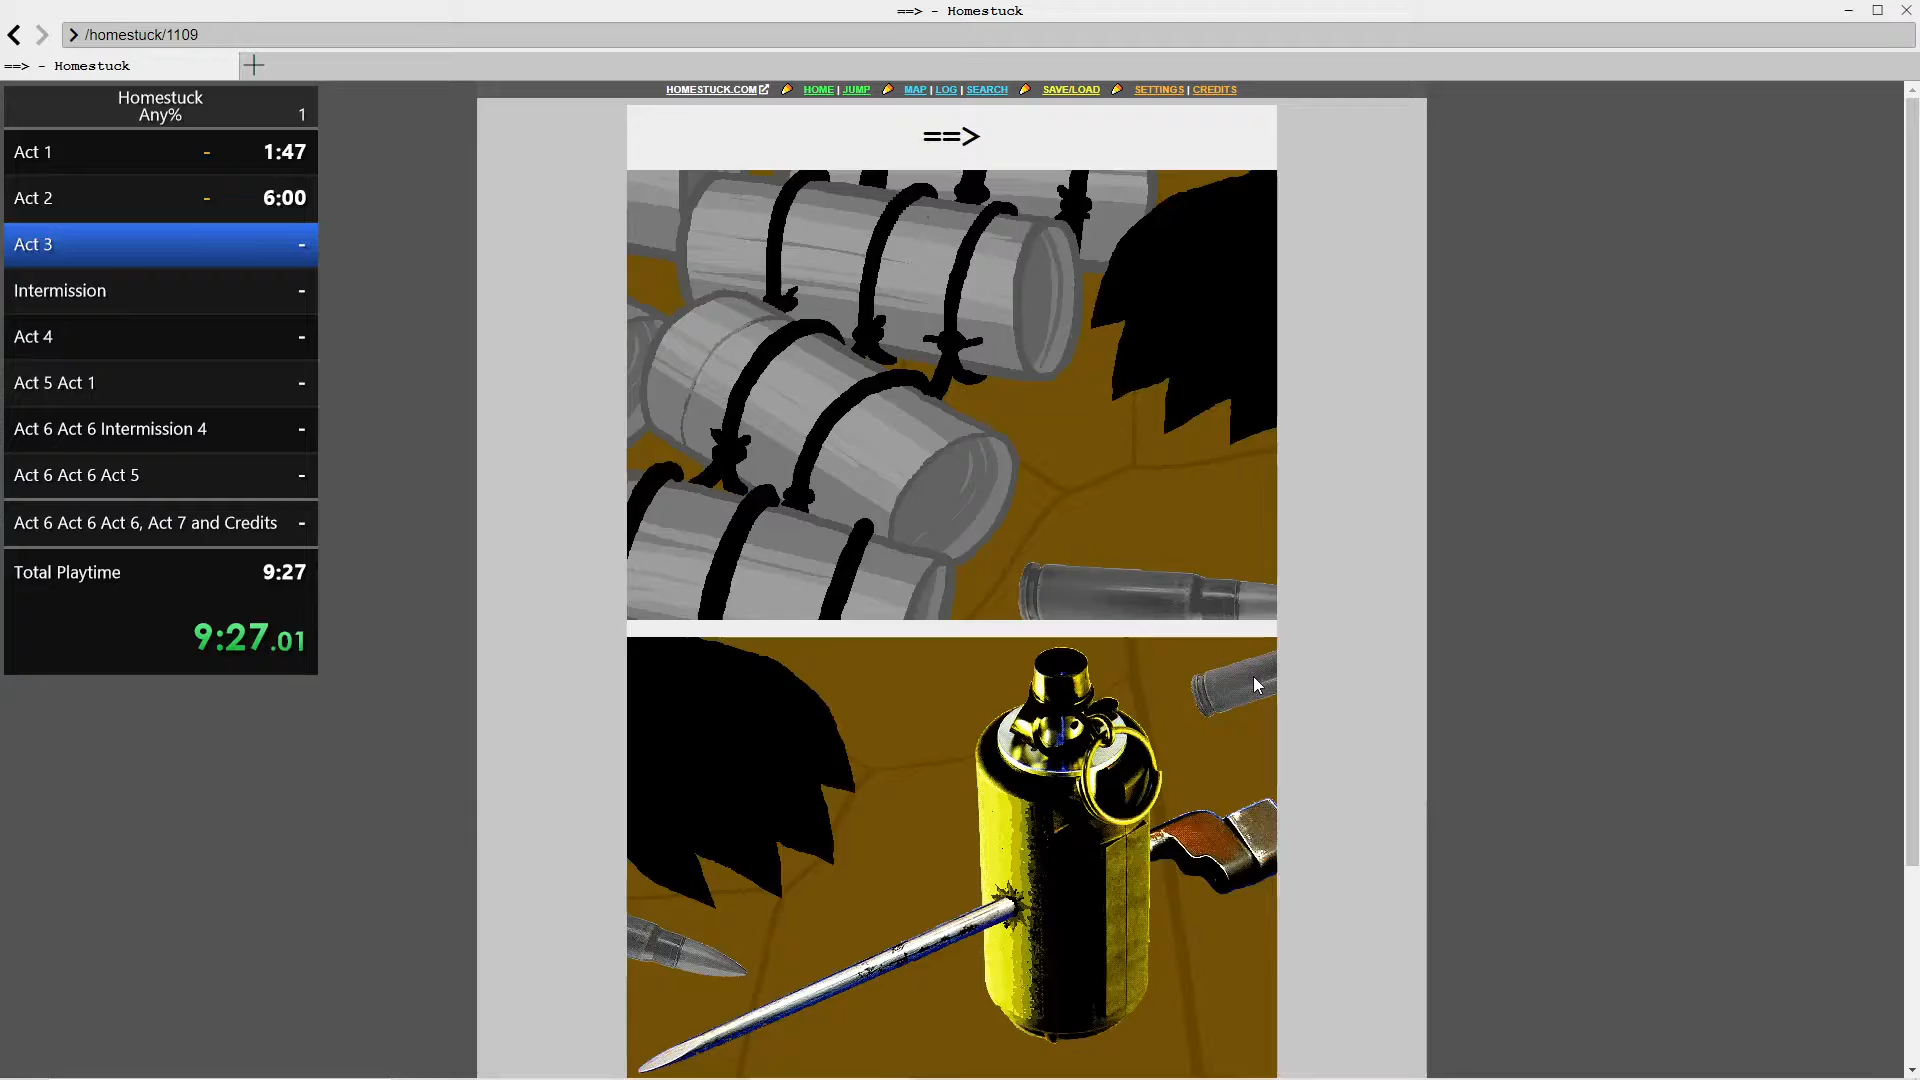 ==> - Homestuck
/homestuck/1109
==> - Homestuck
HOMESTUCK.COM HOME | JUMP MAP | LOG | SEARCH SAVE/LOAD SETTINGS | CREDITS
Homestuck
Any% 1
Act 1 - 1:47
Act 2 - 6:00
Act 3 -
Intermission -
Act 4 -
Act 5 Act 1 -
Act 6 Act 6 Intermission 4 -
Act 6 Act 6 Act 5 -
Act 6 Act 6 Act 6, Act 7 and Credits -
Total Playtime 9:27
9:27.01
==>